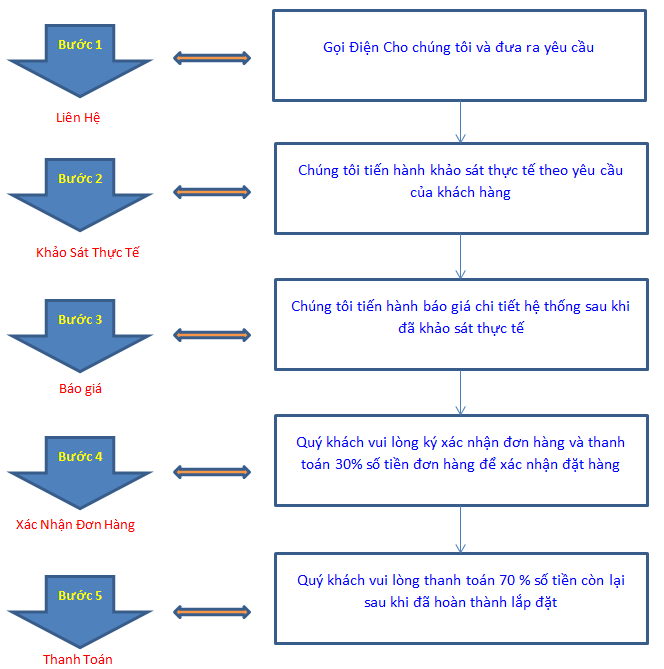 Bước 1
Gọi Điện Cho chúng tôi và đưa ra yêu cầu
Liên Hệ
Bước 2
Chúng tôi tiến hành khảo sát thực tế theo yêu cầu
của khách hàng
Khảo Sát Thực Tế
Bước 3
Chúng tôi tiến hành báo giá chi tiết hệ thống sau khi
đã khảo sát thực tế
Báo giá
Bước 4
Quý khách vui lòng ký xác nhận đơn hàng và thanh
toán 30% số tiền đơn hàng để xác nhận đặt hàng
Xác Nhận Đơn Hàng
Bước 5
Quý khách vui lòng thanh toán 70 % số tiền còn lại
sau khi đã hoàn thành lắp đặt
Thanh Toán